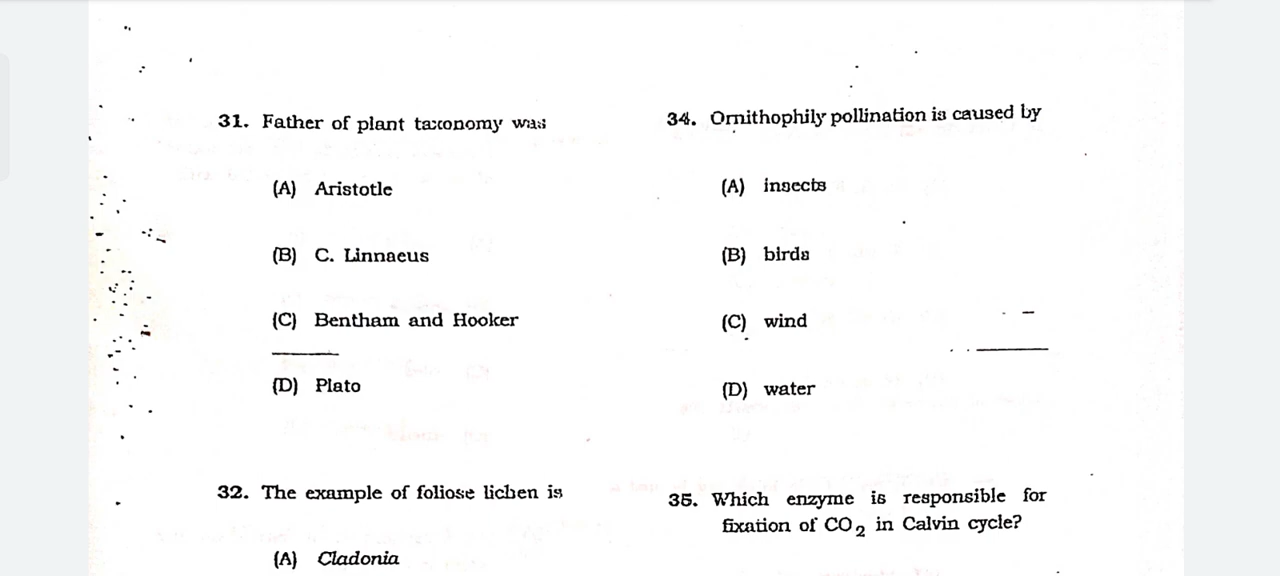 31. Father of plant taxonomy was
(A) Aristotle
(B) C. Linnaeus
(C) Bentham and Hooker
(D) Plato
32. The example of foliose lichen is
(A) Cladonia
34. Ornithophily pollination is caused by
(A) insects
(B) birds
(C) wind
(D) water
35. Which enzyme is responsible for
fixation of CO2 in Calvin cycle?